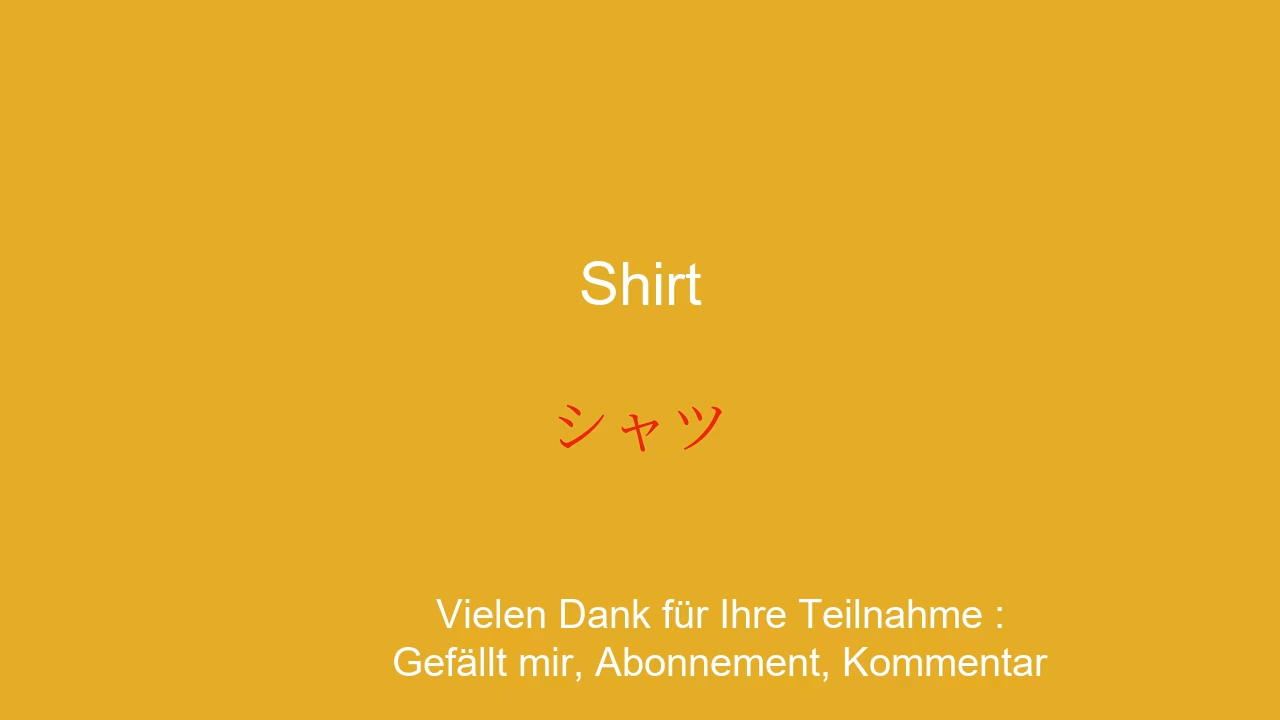 Shirt
シャツ
Vielen Dank für Ihre Teilnahme :
Gefällt mir, Abonnement, Kommentar